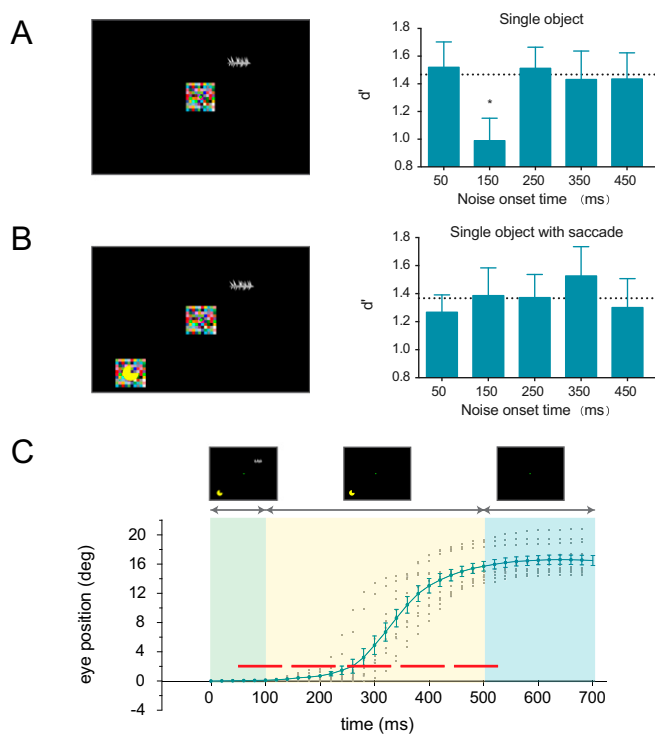 A
Single object
d'
1.8
1.6
1.4
1.2
1.0
0.8
*
50 150 250 350 450
Noise onset time (ms)
B
Single object with saccade
d'
1.8
1.6
1.4
1.2
1.0
0.8
50 150 250 350 450
Noise onset time (ms)
C
eye position (deg)
20
16
12
8
4
0
-4
0 100 200 300 400 500 600 700
time (ms)